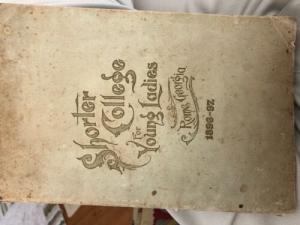 Shorter
College
For
Young Ladies
Rome, Georgia
1896-97